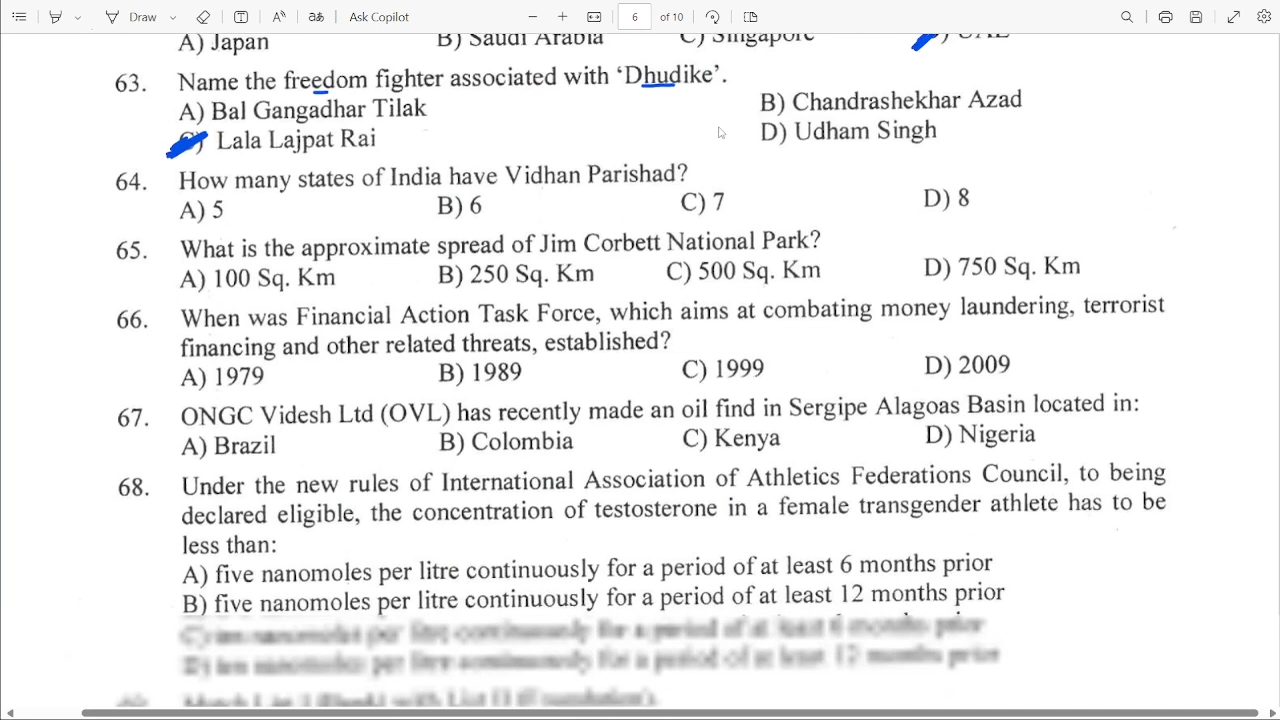 Draw
Ask Copilot
6 of 10
A) Japan B) Saudi Arabia C) Singapore
63. Name the freedom fighter associated with ‘Dhudike’.
A) Bal Gangadhar Tilak B) Chandrashekhar Azad
Lala Lajpat Rai D) Udham Singh
64. How many states of India have Vidhan Parishad?
A) 5 B) 6 C) 7 D) 8
65. What is the approximate spread of Jim Corbett National Park?
A) 100 Sq. Km B) 250 Sq. Km C) 500 Sq. Km D) 750 Sq. Km
66. When was Financial Action Task Force, which aims at combating money laundering, terrorist
financing and other related threats, established?
A) 1979 B) 1989 C) 1999 D) 2009
67. ONGC Videsh Ltd (OVL) has recently made an oil find in Sergipe Alagoas Basin located in:
A) Brazil B) Colombia C) Kenya D) Nigeria
68. Under the new rules of International Association of Athletics Federations Council, to being
declared eligible, the concentration of testosterone in a female transgender athlete has to be
less than:
A) five nanomoles per litre continuously for a period of at least 6 months prior
B) five nanomoles per litre continuously for a period of at least 12 months prior